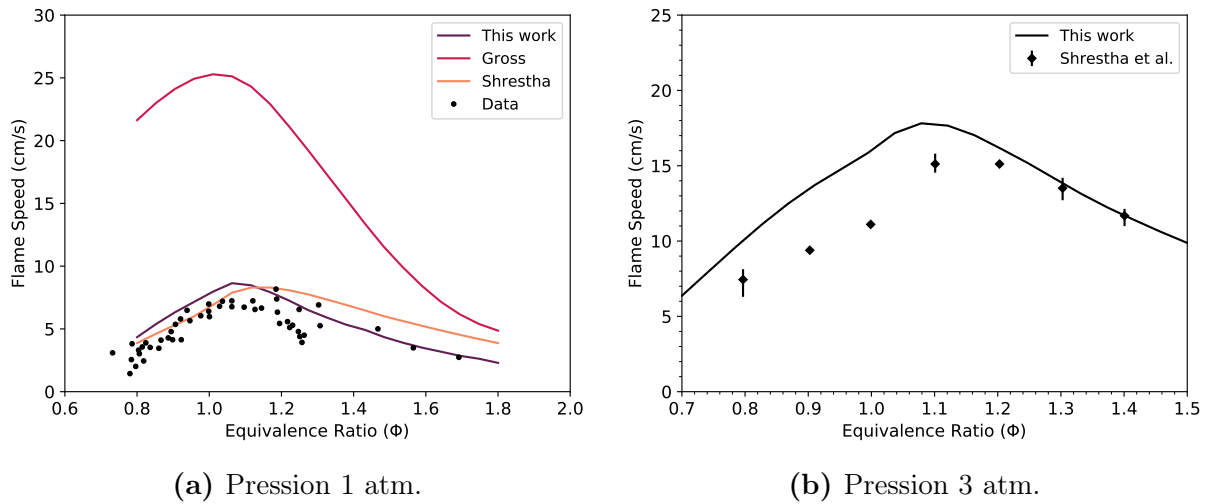 30
25
20
15
10
5
0
0.6 0.8 1.0 1.2 1.4 1.6 1.8 2.0
Flame Speed (cm/s)
Equivalence Ratio (Φ)
This work
Gross
Shrestha
Data
(a) Pression 1 atm.
25
20
15
10
5
0
0.7 0.8 0.9 1.0 1.1 1.2 1.3 1.4 1.5
Flame Speed (cm/s)
Equivalence Ratio (Φ)
This work
Shrestha et al.
(b) Pression 3 atm.